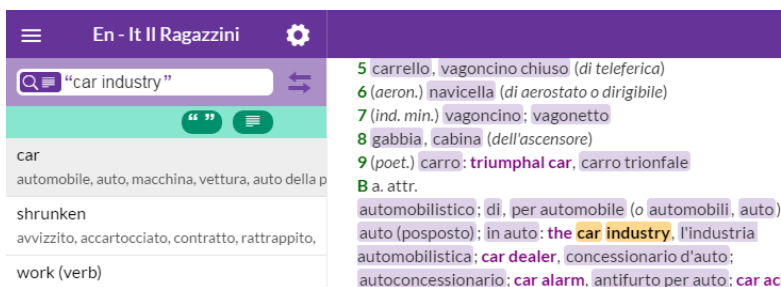 En - It Il Ragazzini
“car industry”
“ ”
car
automobile, auto, macchina, vettura, auto della p
shrunken
avvizzito, accartocciato, contratto, rattrappito,
work (verb)
5 carrello, vagoncino chiuso (di teleferica)
6 (aeron.) navicella (di aerostato o dirigibile)
7 (ind. min.) vagoncino; vagonetto
8 gabbia, cabina (dell'ascensore)
9 (poet.) carro: triumphal car, carro trionfale
B a. attr.
automobilistico; di, per automobile (o automobili, auto)
auto (posposto); in auto: the car industry, l'industria
automobilistica; car dealer, concessionario d'auto;
autoconcessionario; car alarm, antifurto per auto; car ac